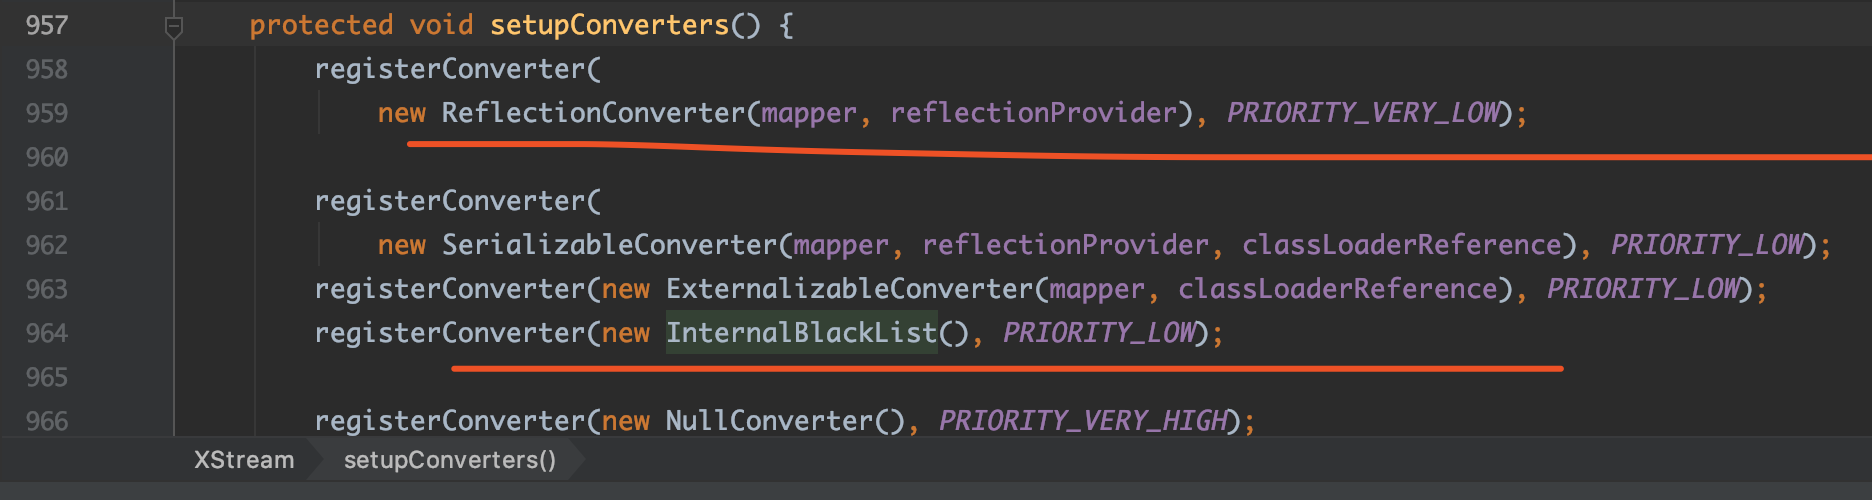 957 protected void setupConverters() {
958 registerConverter(
959 new ReflectionConverter(mapper, reflectionProvider), PRIORITY_VERY_LOW);
960
961 registerConverter(
962 new SerializableConverter(mapper, reflectionProvider, classLoaderReference), PRIORITY_LOW);
963 registerConverter(new ExternalizableConverter(mapper, classLoaderReference), PRIORITY_LOW);
964 registerConverter(new InternalBlackList(), PRIORITY_LOW);
965
966 registerConverter(new NullConverter(), PRIORITY_VERY_HIGH);
XStream setupConverters()